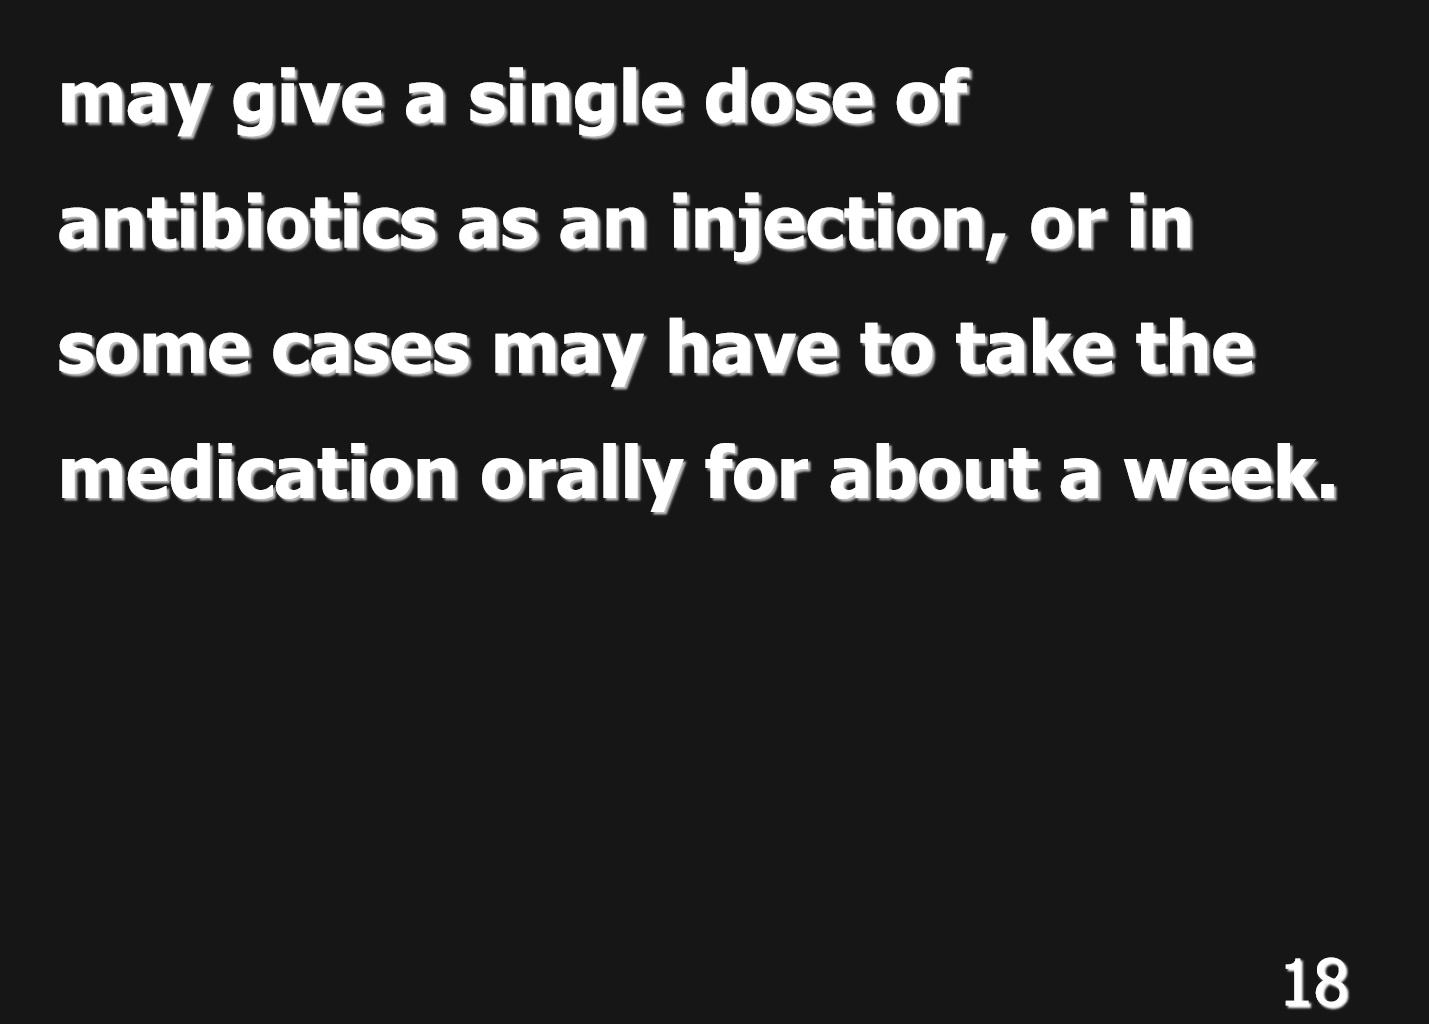 may give a single dose of
antibiotics as an injection, or in
some cases may have to take the
medication orally for about a week.
18